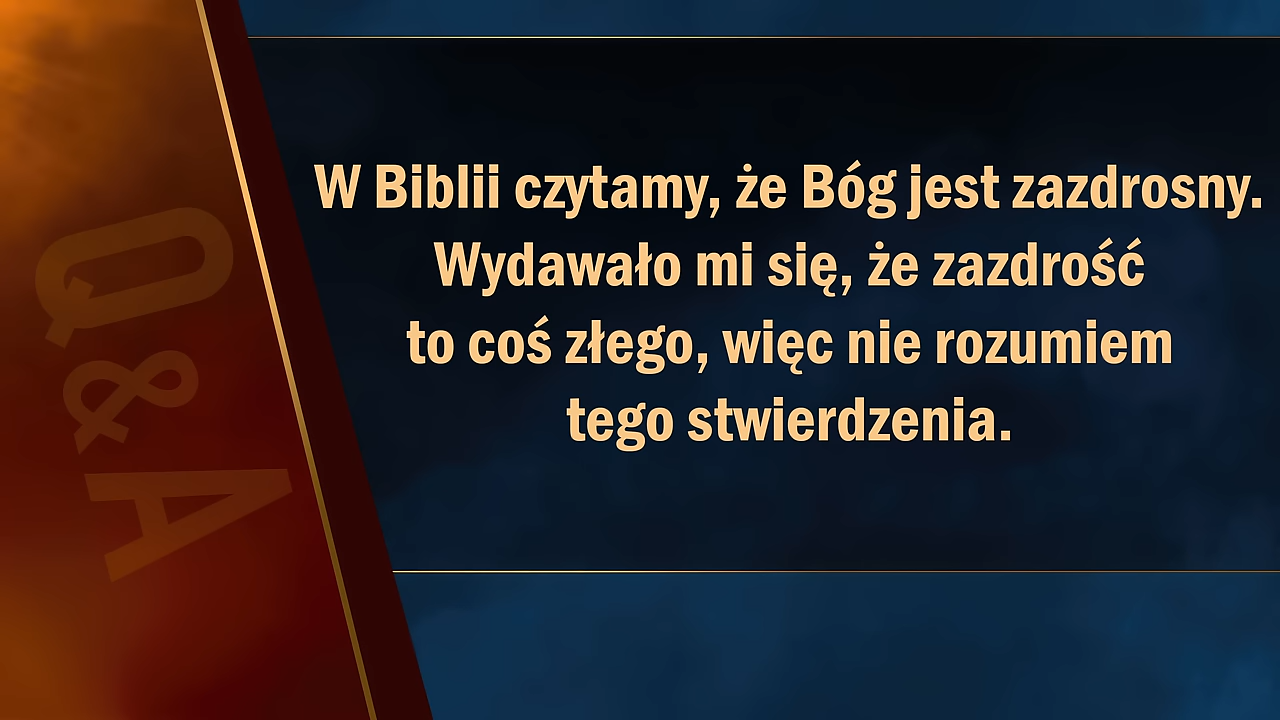 Q & A
W Biblii czytamy, że Bóg jest zazdrosny.
Wydawało mi się, że zazdrość
to coś złego, więc nie rozumiem
tego stwierdzenia.